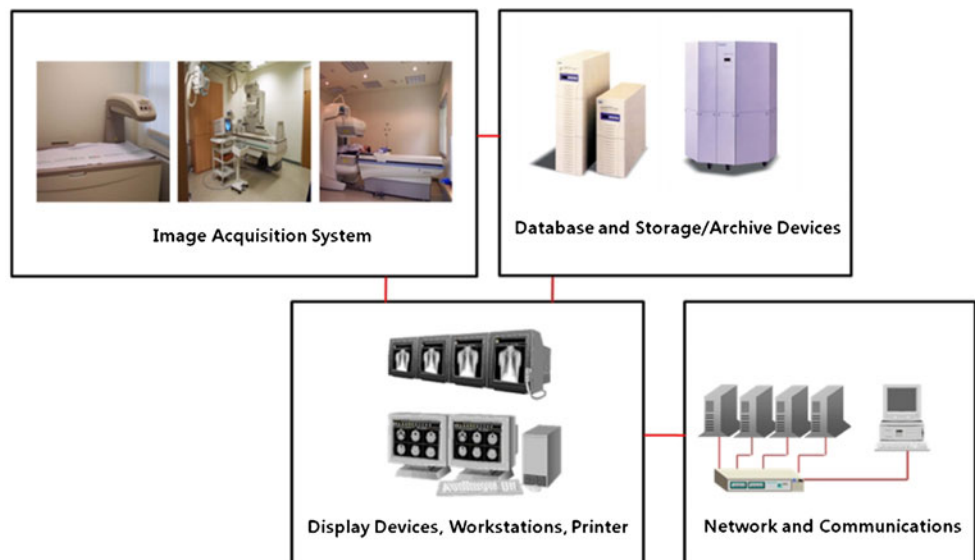 Image Acquisition System
Database and Storage/Archive Devices
Display Devices, Workstations, Printer
Network and Communications